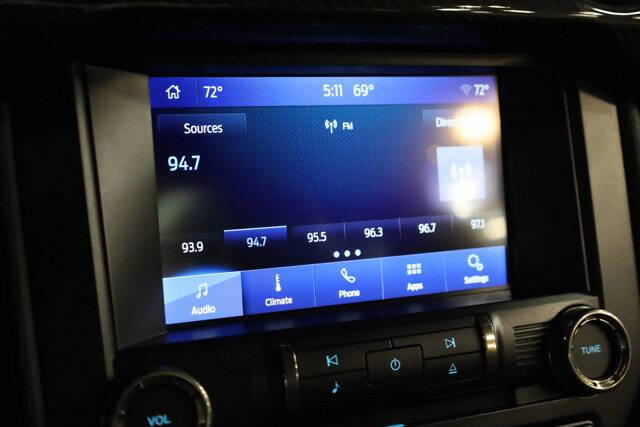 72° 5:11 69° 72°
Sources FM Direct
94.7
93.9 94.7 95.5 96.3 96.7 97.1
Audio Climate Phone Apps Settings
VOL TUNE